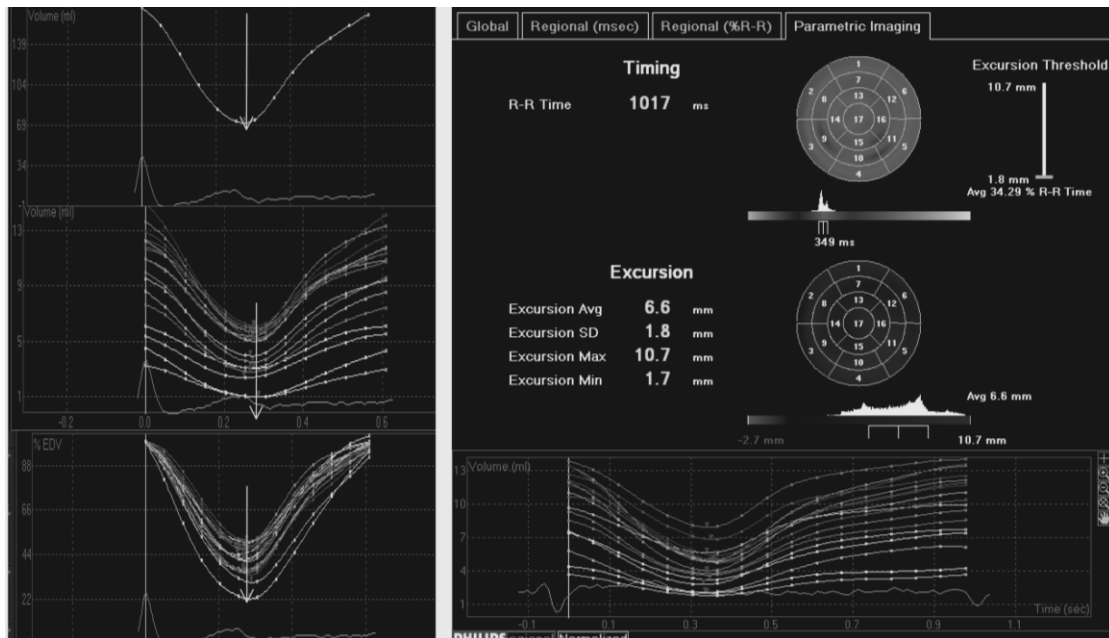 Volume (ml)
139
104
69
34
-1
Volume (ml)
13
9
5
1
-0.2
0.0
0.2
0.4
0.6
% EDV
88
66
44
22
Global
Regional (msec)
Regional (%R-R)
Parametric Imaging
Timing
R-R Time 1017 ms
1
7
2 8 13 12 6
14 17 16
3 9 15 11 5
10
4
349 ms
Excursion Threshold
10.7 mm
1.8 mm
Avg 34.29 % R-R Time
Excursion
Excursion Avg 6.6 mm
Excursion SD 1.8 mm
Excursion Max 10.7 mm
Excursion Min 1.7 mm
1
7
2 8 13 12 6
14 17 16
3 9 15 11 5
10
4
Avg 6.6 mm
-2.7 mm
10.7 mm
Volume (ml)
13
10
7
4
1
-0.1
0.1
0.3
0.5
0.7
0.9
1.1
Time (sec)
PHILIPS
Regional
Normalized